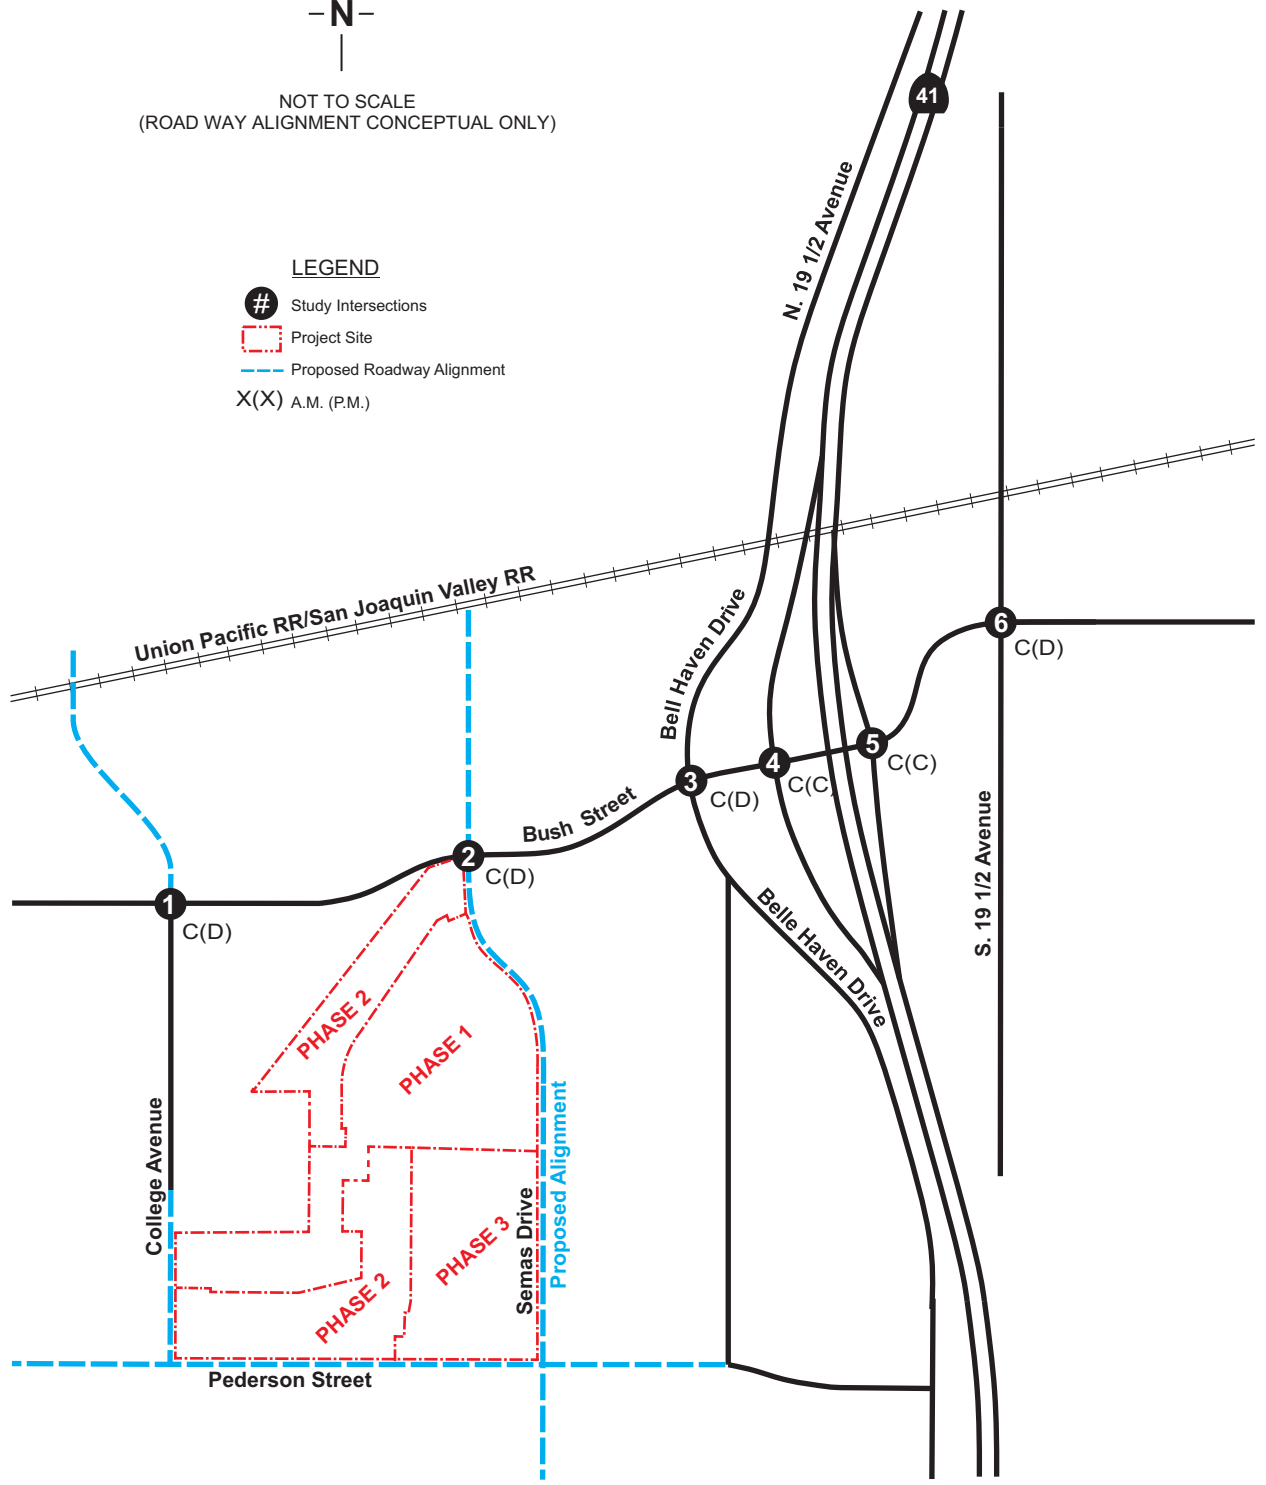 N
NOT TO SCALE
(ROAD WAY ALIGNMENT CONCEPTUAL ONLY)
41
N. 19 1/2 Avenue
LEGEND
# Study Intersections
Project Site
Proposed Roadway Alignment
X(X) A.M. (P.M.)
Union Pacific RR/San Joaquin Valley RR
Bell Haven Drive
6
C(D)
5
C(C)
4
C(C)
3
C(D)
Bush Street
2
C(D)
1
C(D)
S. 19 1/2 Avenue
Belle Haven Drive
PHASE 2
PHASE 1
College Avenue
Semas Drive
Proposed Alignment
PHASE 3
PHASE 2
Pederson Street